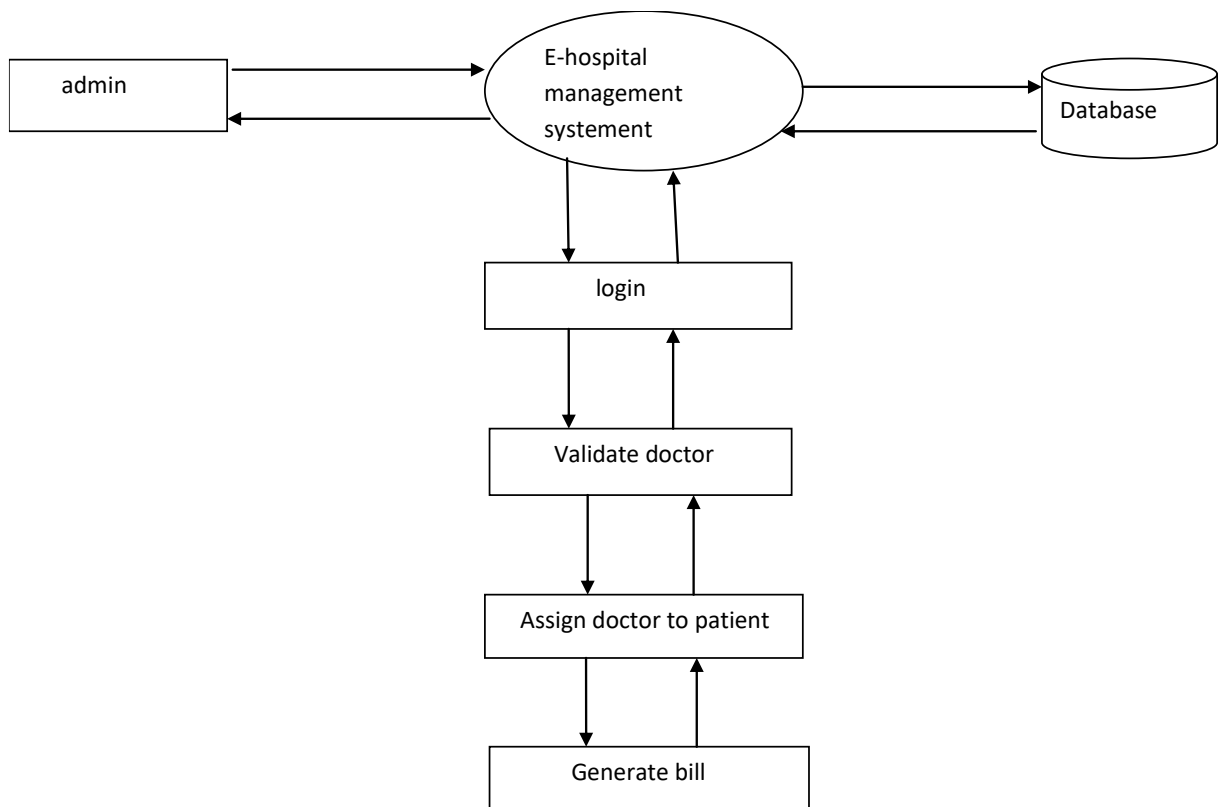 admin
E-hospital
management
systement
Database
login
Validate doctor
Assign doctor to patient
Generate bill